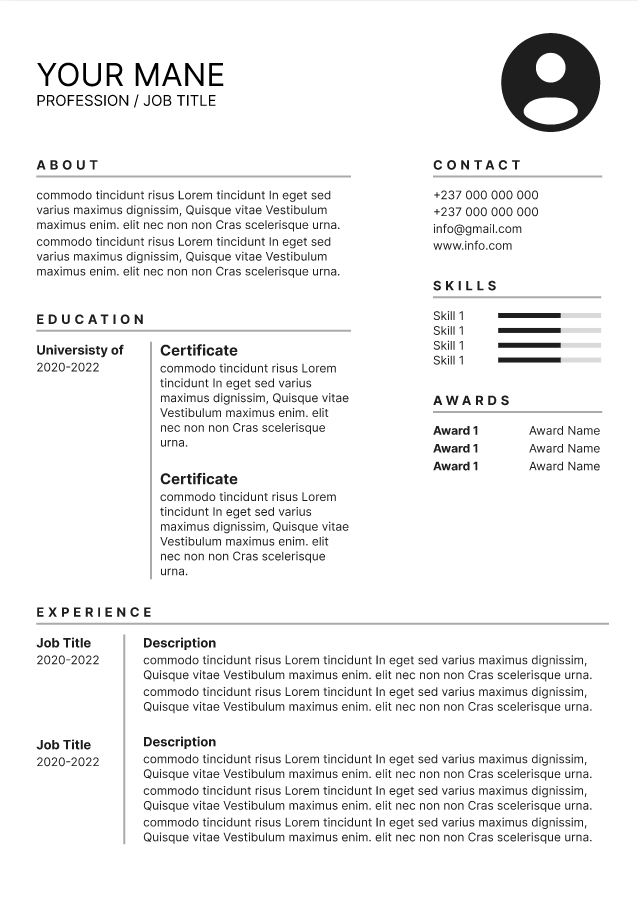 YOUR MANE
PROFESSION / JOB TITLE
ABOUT
commodo tincidunt risus Lorem tincidunt In eget sed
varius maximus dignissim, Quisque vitae Vestibulum
maximus enim. elit nec non non Cras scelerisque urna.
commodo tincidunt risus Lorem tincidunt In eget sed
varius maximus dignissim, Quisque vitae Vestibulum
maximus enim. elit nec non non Cras scelerisque urna.
EDUCATION
Universisty of
2020-2022
Certificate
commodo tincidunt risus Lorem
tincidunt In eget sed varius
maximus dignissim, Quisque vitae
Vestibulum maximus enim. elit
nec non non Cras scelerisque
urna.
Certificate
commodo tincidunt risus Lorem
tincidunt In eget sed varius
maximus dignissim, Quisque vitae
Vestibulum maximus enim. elit
nec non non Cras scelerisque
urna.
CONTACT
+237 000 000 000
+237 000 000 000
info@gmail.com
www.info.com
SKILLS
Skill 1
Skill 1
Skill 1
Skill 1
AWARDS
Award 1 Award Name
Award 1 Award Name
Award 1 Award Name
EXPERIENCE
Job Title
2020-2022
Description
commodo tincidunt risus Lorem tincidunt In eget sed varius maximus dignissim,
Quisque vitae Vestibulum maximus enim. elit nec non non Cras scelerisque urna.
commodo tincidunt risus Lorem tincidunt In eget sed varius maximus dignissim,
Quisque vitae Vestibulum maximus enim. elit nec non non Cras scelerisque urna.
Job Title
2020-2022
Description
commodo tincidunt risus Lorem tincidunt In eget sed varius maximus dignissim,
Quisque vitae Vestibulum maximus enim. elit nec non non Cras scelerisque urna.
commodo tincidunt risus Lorem tincidunt In eget sed varius maximus dignissim,
Quisque vitae Vestibulum maximus enim. elit nec non non Cras scelerisque urna.
commodo tincidunt risus Lorem tincidunt In eget sed varius maximus dignissim,
Quisque vitae Vestibulum maximus enim. elit nec non non Cras scelerisque urna.